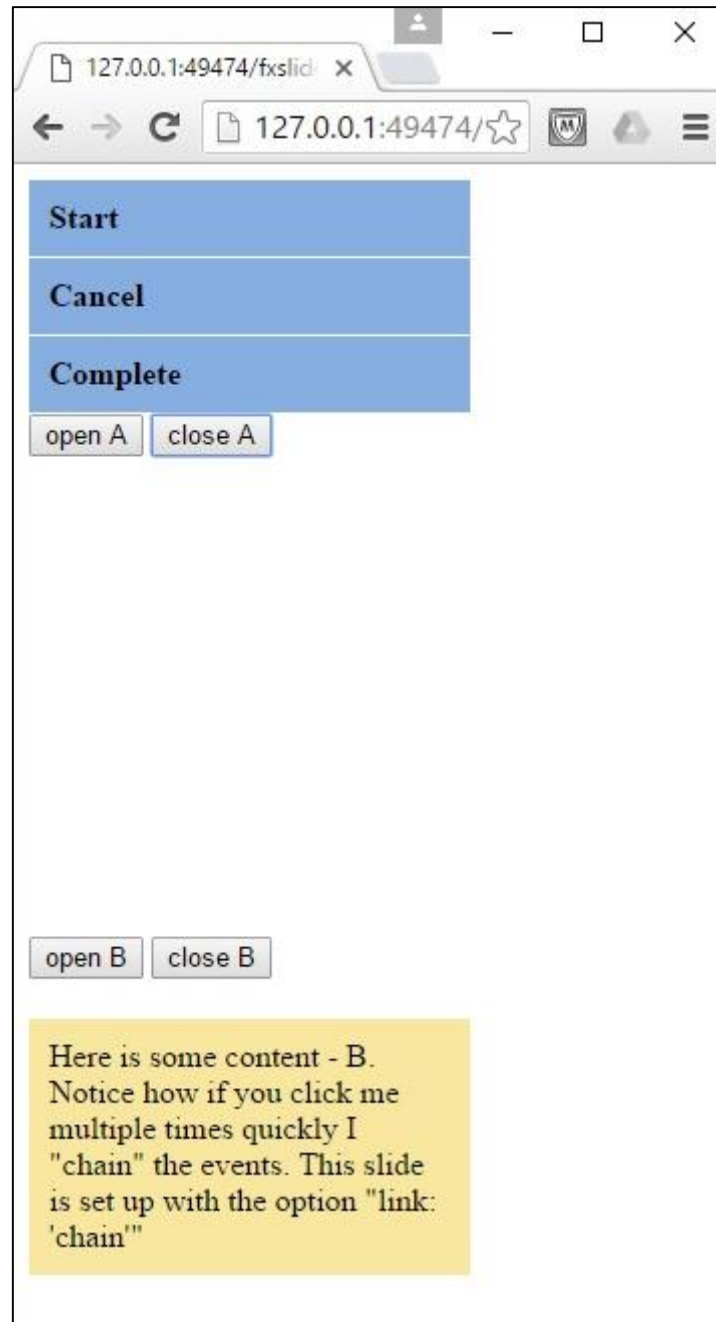 127.0.0.1:49474/fxslid
127.0.0.1:49474/
Start
Cancel
Complete
open A close A
open B close B
Here is some content - B.
Notice how if you click me
multiple times quickly I
"chain" the events. This slide
is set up with the option "link:
'chain'"